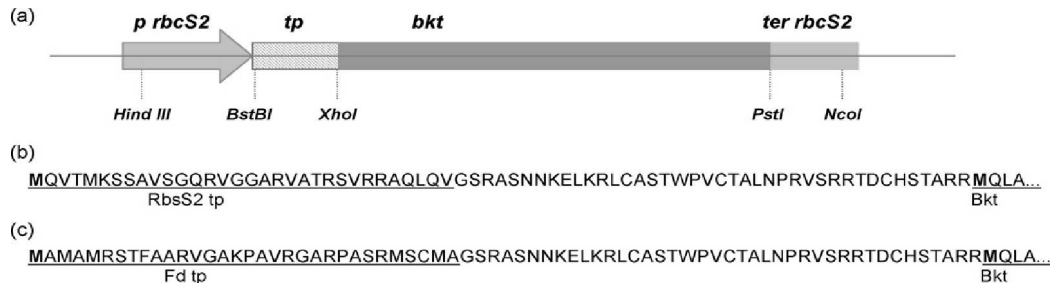 (a)
p rbcS2 tp bkt ter rbcS2
Hind III BstBI XhoI PstI NcoI
(b)
MQVTMKSSAVSGQRVGGARVATRSVRRAQLQVGSRASNNKELKRLCASTWPVCTALNPRVSRRTDCHSTARRMQLA...
RbsS2 tp Bkt
(c)
MAMAMRSTFAARVGAKPAVRGARPASRMSCMAGSRASNNKELKRLCASTWPVCTALNPRVSRRTDCHSTARRMQLA...
Fd tp Bkt